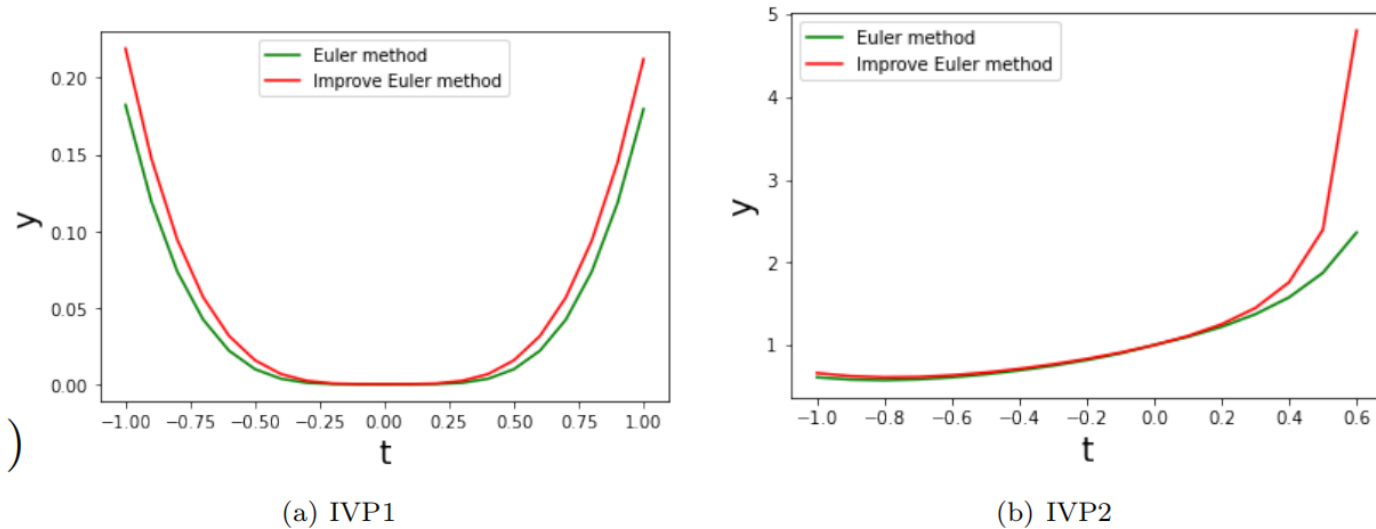 Euler method
Improve Euler method
0.20
0.15
0.10
0.05
0.00
y
−1.00 −0.75 −0.50 −0.25 0.00 0.25 0.50 0.75 1.00
t
)
(a) IVP1
Euler method
Improve Euler method
5
4
3
2
1
y
−1.0 −0.8 −0.6 −0.4 −0.2 0.0 0.2 0.4 0.6
t
(b) IVP2